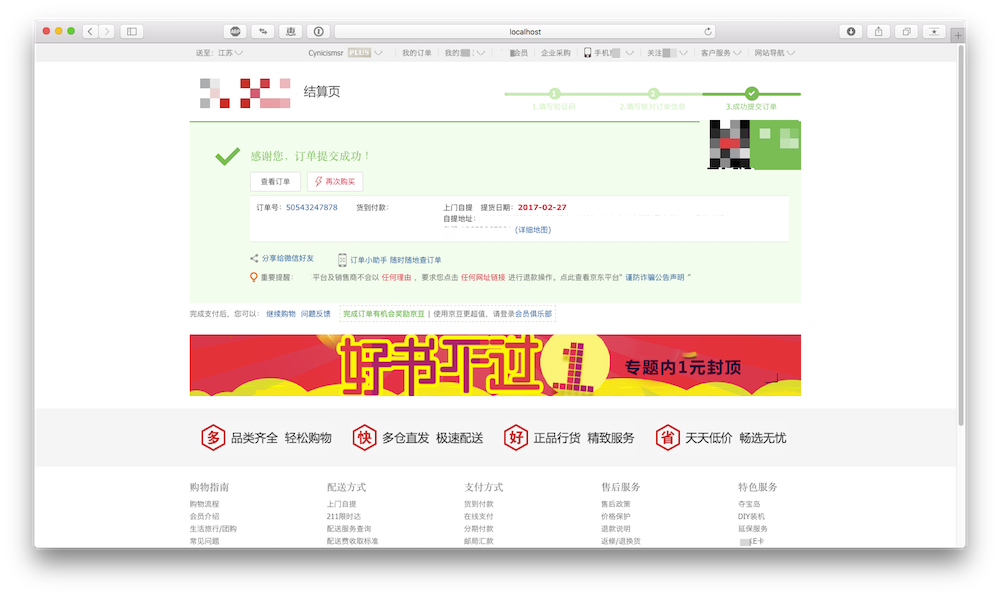 localhost
送至：江苏 Cynicismsr PLUS 我的订单 我的 会员 企业采购 手机 关注 客户服务 网站导航
结算页
1 2
1.填写验证码 2.填写核对订单信息 3.成功提交订单
感谢您，订单提交成功！
查看订单 再次购买
订单号：50543247878 货到付款： 上门自提 提货日期：2017-02-27
自提地址：
(详细地图)
分享给微信好友 订单小助手 随时随地查订单
重要提醒： 平台及销售商不会以 任何理由 ，要求您点击 任何网址链接 进行退款操作。点此查看京东平台“ 谨防诈骗公告声明 ”
完成支付后，您可以： 继续购物 问题反馈 完成订单有机会奖励京豆 | 使用京豆更超值，请登录会员俱乐部
好书不过1 专题内1元封顶
多 品类齐全 轻松购物 快 多仓直发 极速配送 好 正品行货 精致服务 省 天天低价 畅选无忧
购物指南 配送方式 支付方式 售后服务 特色服务
购物流程 上门自提 货到付款 售后政策 夺宝岛
会员介绍 211限时达 在线支付 价格保护 DIY装机
生活旅行/团购 配送服务查询 分期付款 退款说明 延保服务
常见问题 配送费收取标准 邮局汇款 返修/退换货 E卡